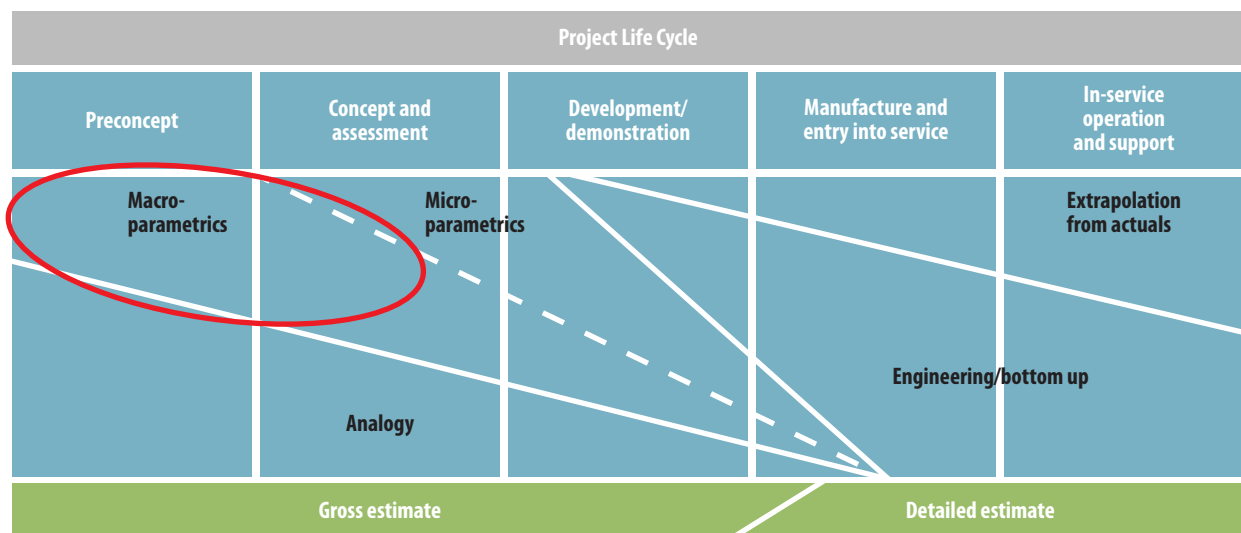 Project Life Cycle
Preconcept
Concept and
assessment
Development/
demonstration
Manufacture and
entry into service
In-service
operation
and support
Macro-
parametrics
Micro-
parametrics
Extrapolation
from actuals
Engineering/bottom up
Analogy
Gross estimate
Detailed estimate